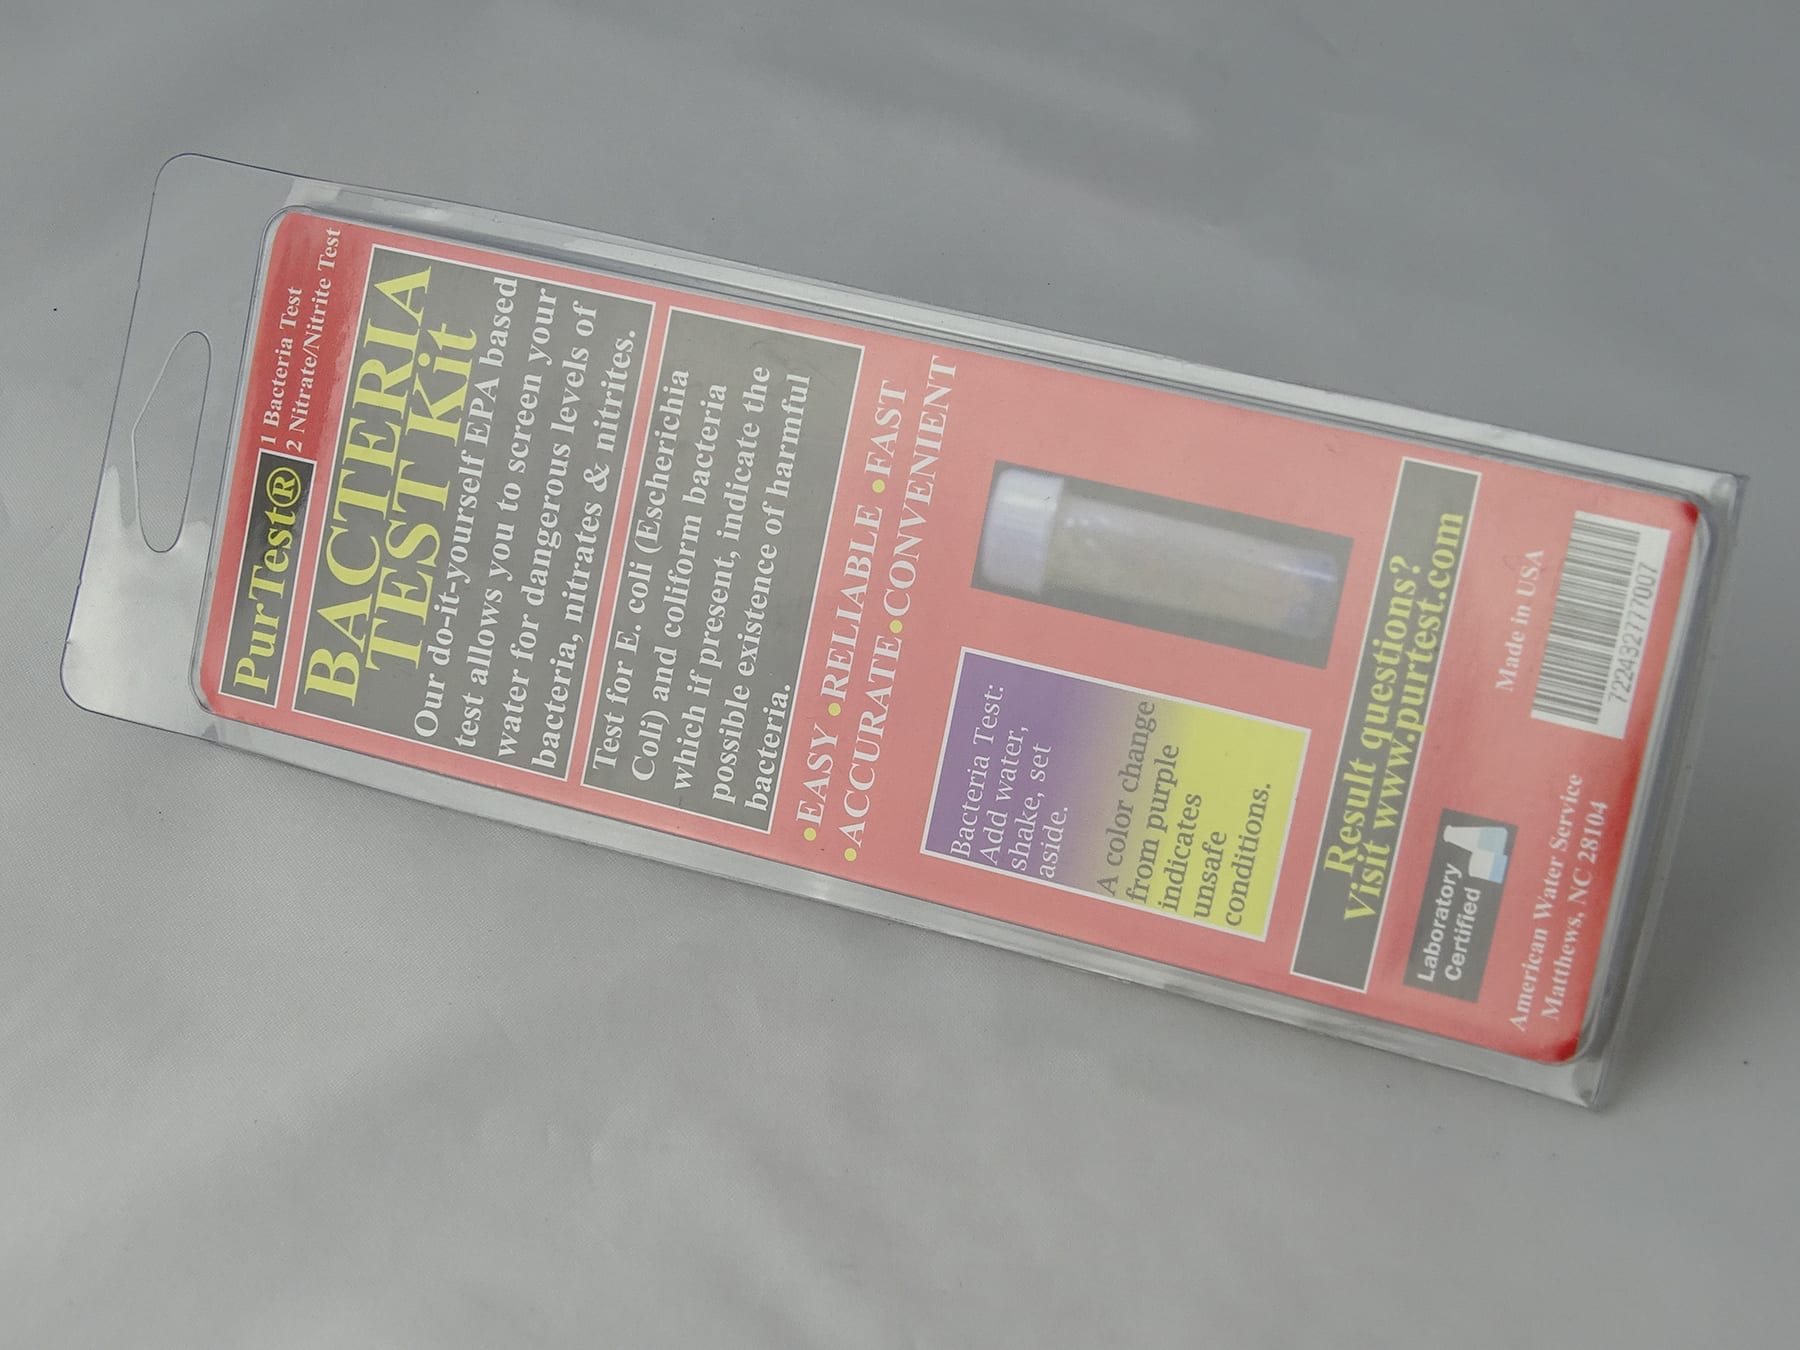 PurTest®
1 Bacteria Test
2 Nitrate/Nitrite Test
BACTERIA
TEST Kit
Our do-it-yourself EPA based
test allows you to screen your
water for dangerous levels of
bacteria, nitrates & nitrites.
Test for E. coli (Escherichia
Coli) and coliform bacteria
which if present, indicate the
possible existence of harmful
bacteria.
•EASY •RELIABLE •FAST
•ACCURATE•CONVENIENT
Bacteria Test:
Add water,
shake, set
aside.
A color change
from purple
indicates
unsafe
conditions.
Result questions?
Visit www.purtest.com
Laboratory
Certified
Made in USA
722432777007
American Water Service
Matthews, NC 28104